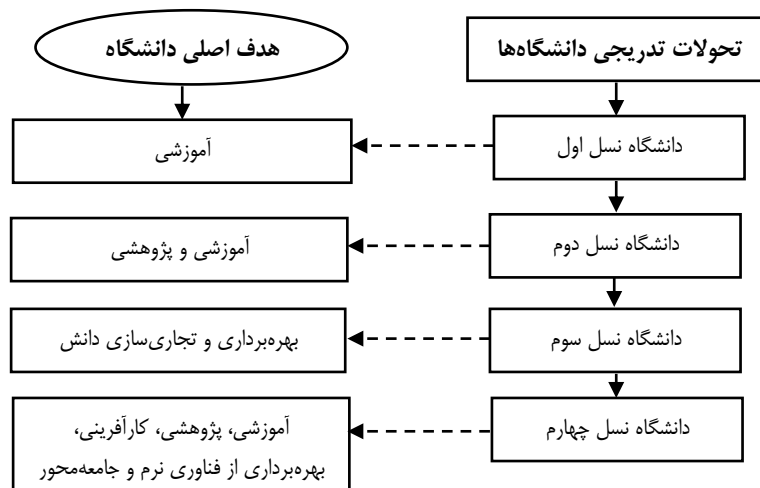 تحولات تدریجی دانشگاه‌ها
هدف اصلی دانشگاه
دانشگاه نسل اول
آموزشی
دانشگاه نسل دوم
آموزشی و پژوهشی
دانشگاه نسل سوم
بهره‌برداری و تجاری‌سازی دانش
دانشگاه نسل چهارم
آموزشی، پژوهشی، کارآفرینی،
بهره‌برداری از فناوری نرم و جامعه‌محور